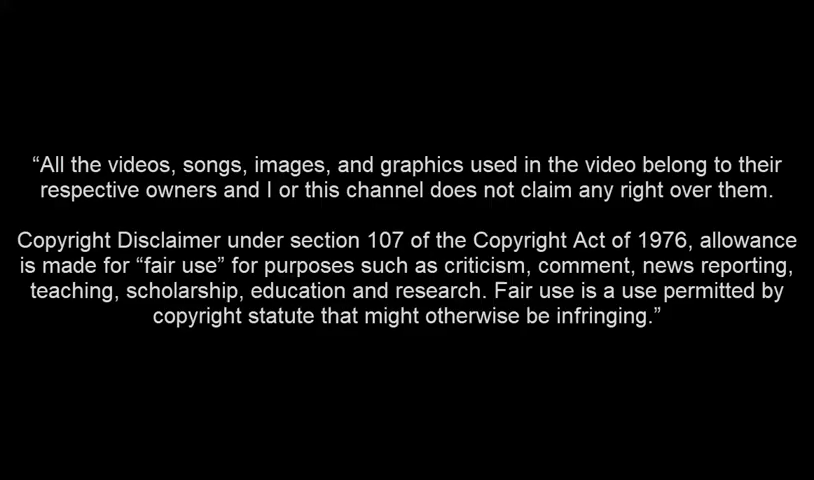 “All the videos, songs, images, and graphics used in the video belong to their
respective owners and I or this channel does not claim any right over them.
Copyright Disclaimer under section 107 of the Copyright Act of 1976, allowance
is made for “fair use” for purposes such as criticism, comment, news reporting,
teaching, scholarship, education and research. Fair use is a use permitted by
copyright statute that might otherwise be infringing.”